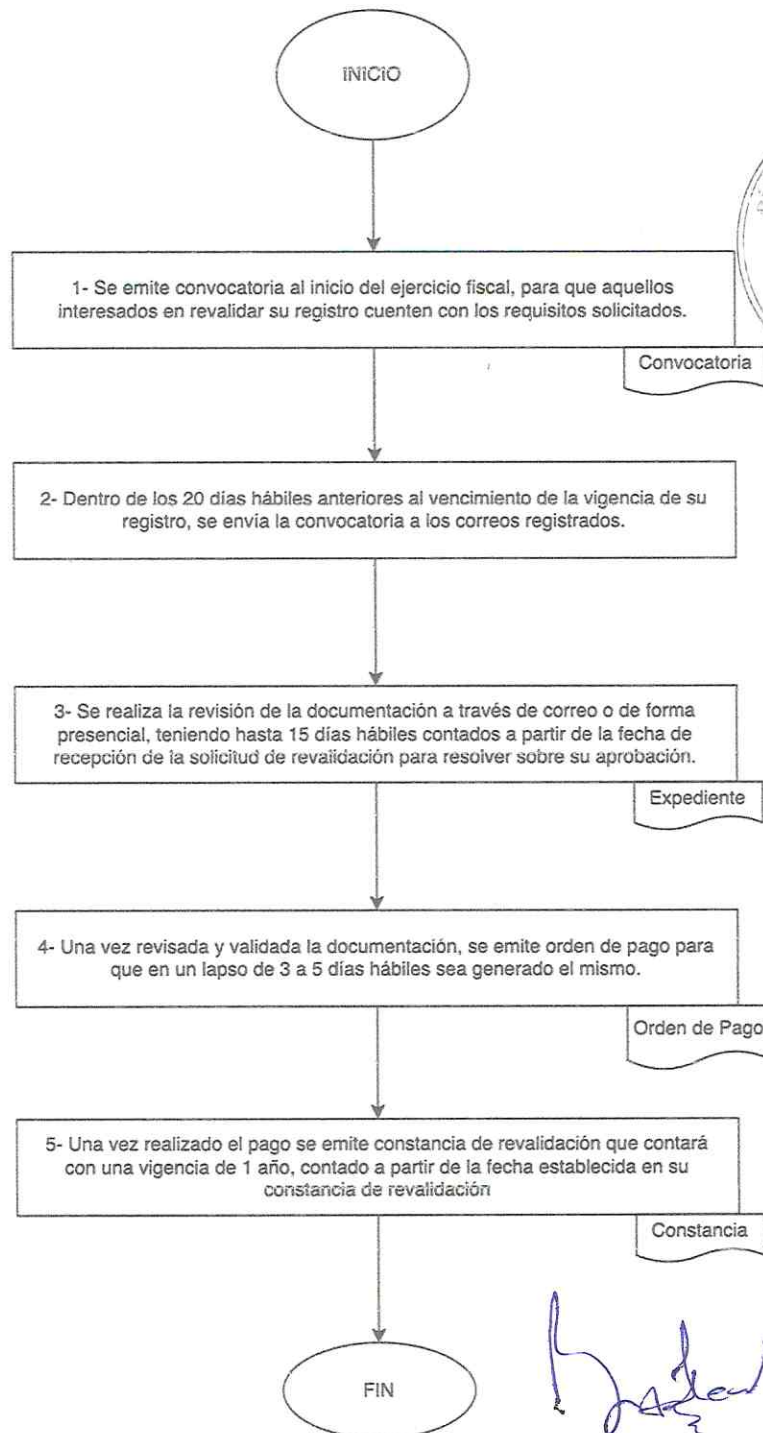 INICIO
1- Se emite convocatoria al inicio del ejercicio fiscal, para que aquellos
interesados en revalidar su registro cuenten con los requisitos solicitados.
Convocatoria
2- Dentro de los 20 días hábiles anteriores al vencimiento de la vigencia de su
registro, se envía la convocatoria a los correos registrados.
3- Se realiza la revisión de la documentación a través de correo o de forma
presencial, teniendo hasta 15 días hábiles contados a partir de la fecha de
recepción de la solicitud de revalidación para resolver sobre su aprobación.
Expediente
4- Una vez revisada y validada la documentación, se emite orden de pago para
que en un lapso de 3 a 5 días hábiles sea generado el mismo.
Orden de Pago
5- Una vez realizado el pago se emite constancia de revalidación que contará
con una vigencia de 1 año, contado a partir de la fecha establecida en su
constancia de revalidación
Constancia
FIN